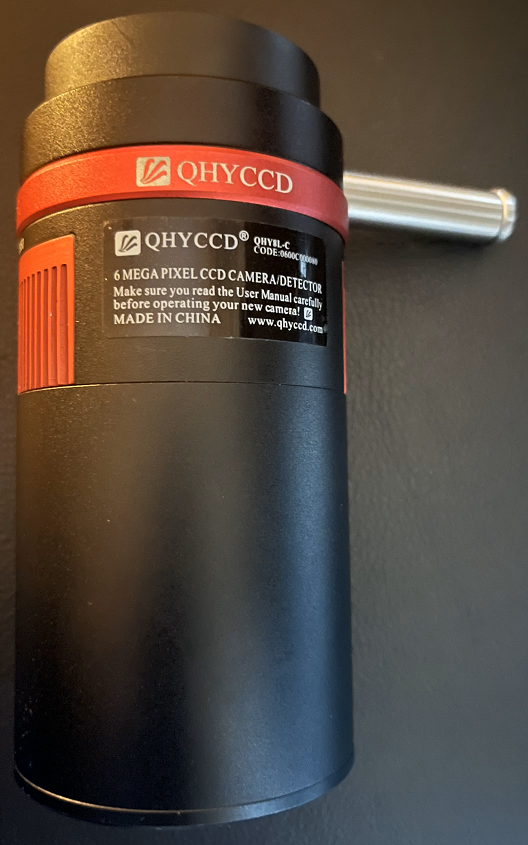 QHYCCD
QHYCCD® QHY8L-C
CODE:0600C000080
6 MEGA PIXEL CCD CAMERA/DETECTOR
Make sure you read the User Manual carefully
before operating your new camera!
MADE IN CHINA www.qhyccd.com